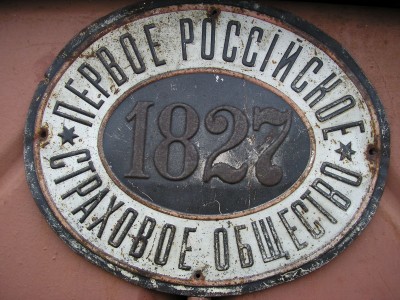 ПЕРВОЕ РОССІЙСКОЕ
1827
СТРАХОВОЕ ОБЩЕСТВО